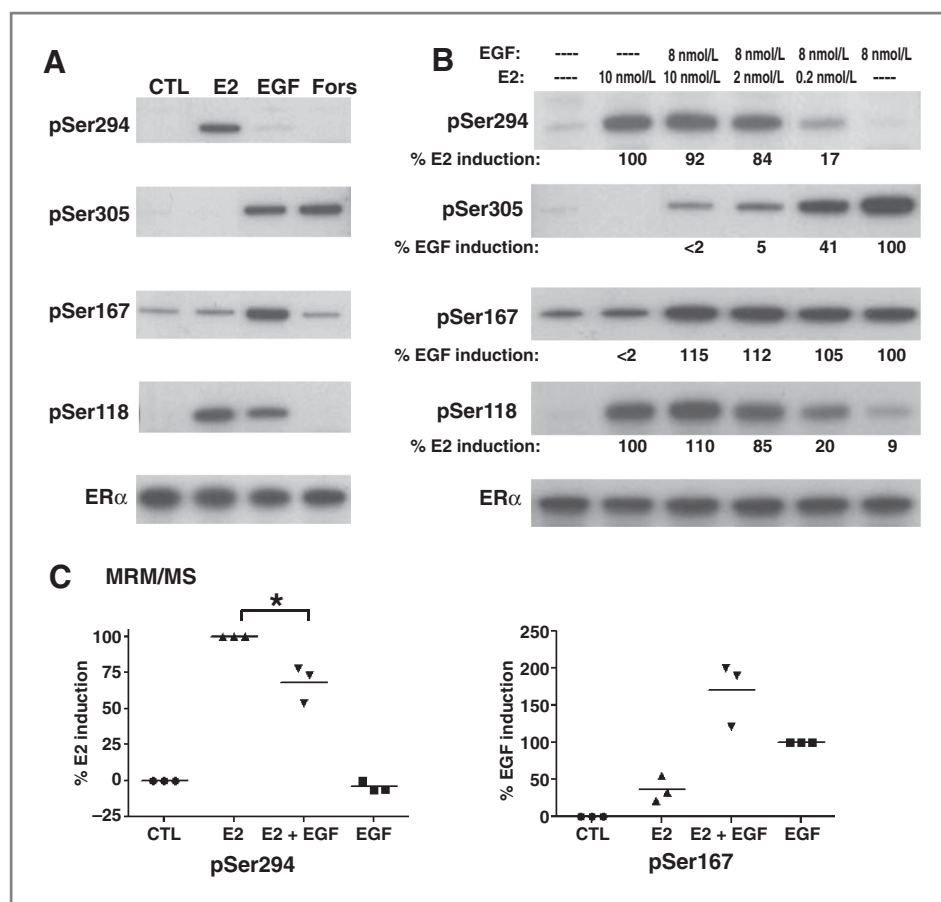 A
CTL E2 EGF Fors
pSer294
pSer305
pSer167
pSer118
ERα
B
EGF: ---- ---- 8 nmol/L 8 nmol/L 8 nmol/L 8 nmol/L
E2: ---- 10 nmol/L 10 nmol/L 2 nmol/L 0.2 nmol/L ----
pSer294
% E2 induction: 100 92 84 17
pSer305
% EGF induction: <2 5 41 100
pSer167
% EGF induction: <2 115 112 105 100
pSer118
% E2 induction: 100 110 85 20 9
ERα
C MRM/MS
*
% E2 induction
100
75
50
25
0
−25
CTL E2 E2 + EGF EGF
pSer294
% EGF induction
250
200
150
100
50
0
CTL E2 E2 + EGF EGF
pSer167